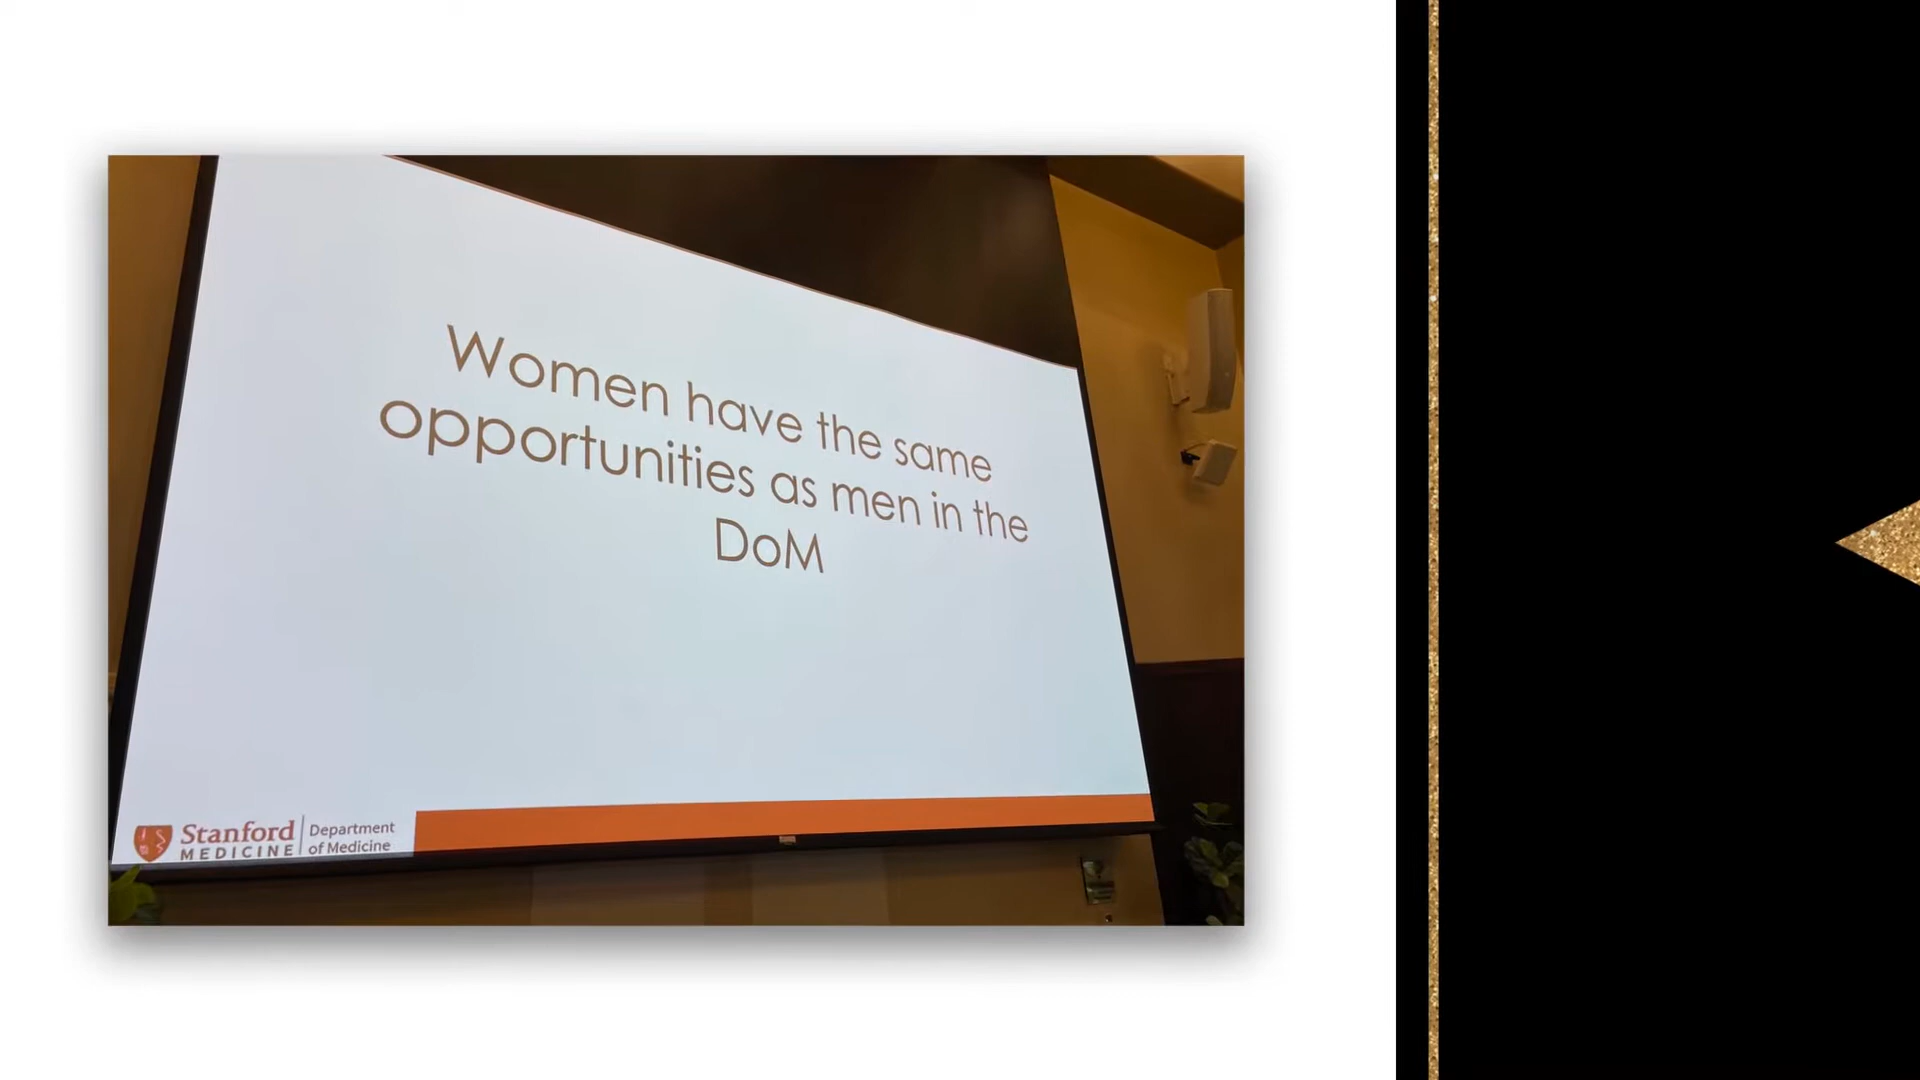 Women have the same
opportunities as men in the
DoM
Stanford
MEDICINE
Department
of Medicine